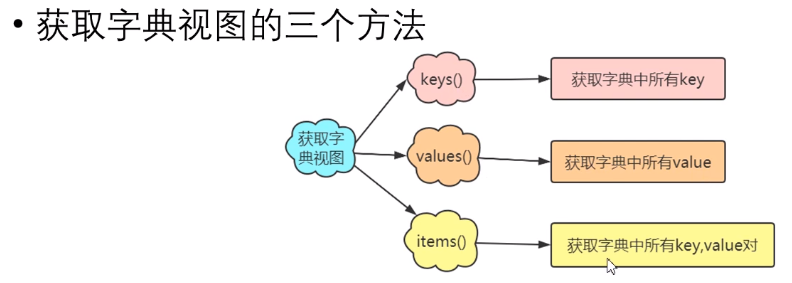 • 获取字典视图的三个方法
keys()
获取字典中所有key
获取字
典视图
values()
获取字典中所有value
items()
获取字典中所有key,value对